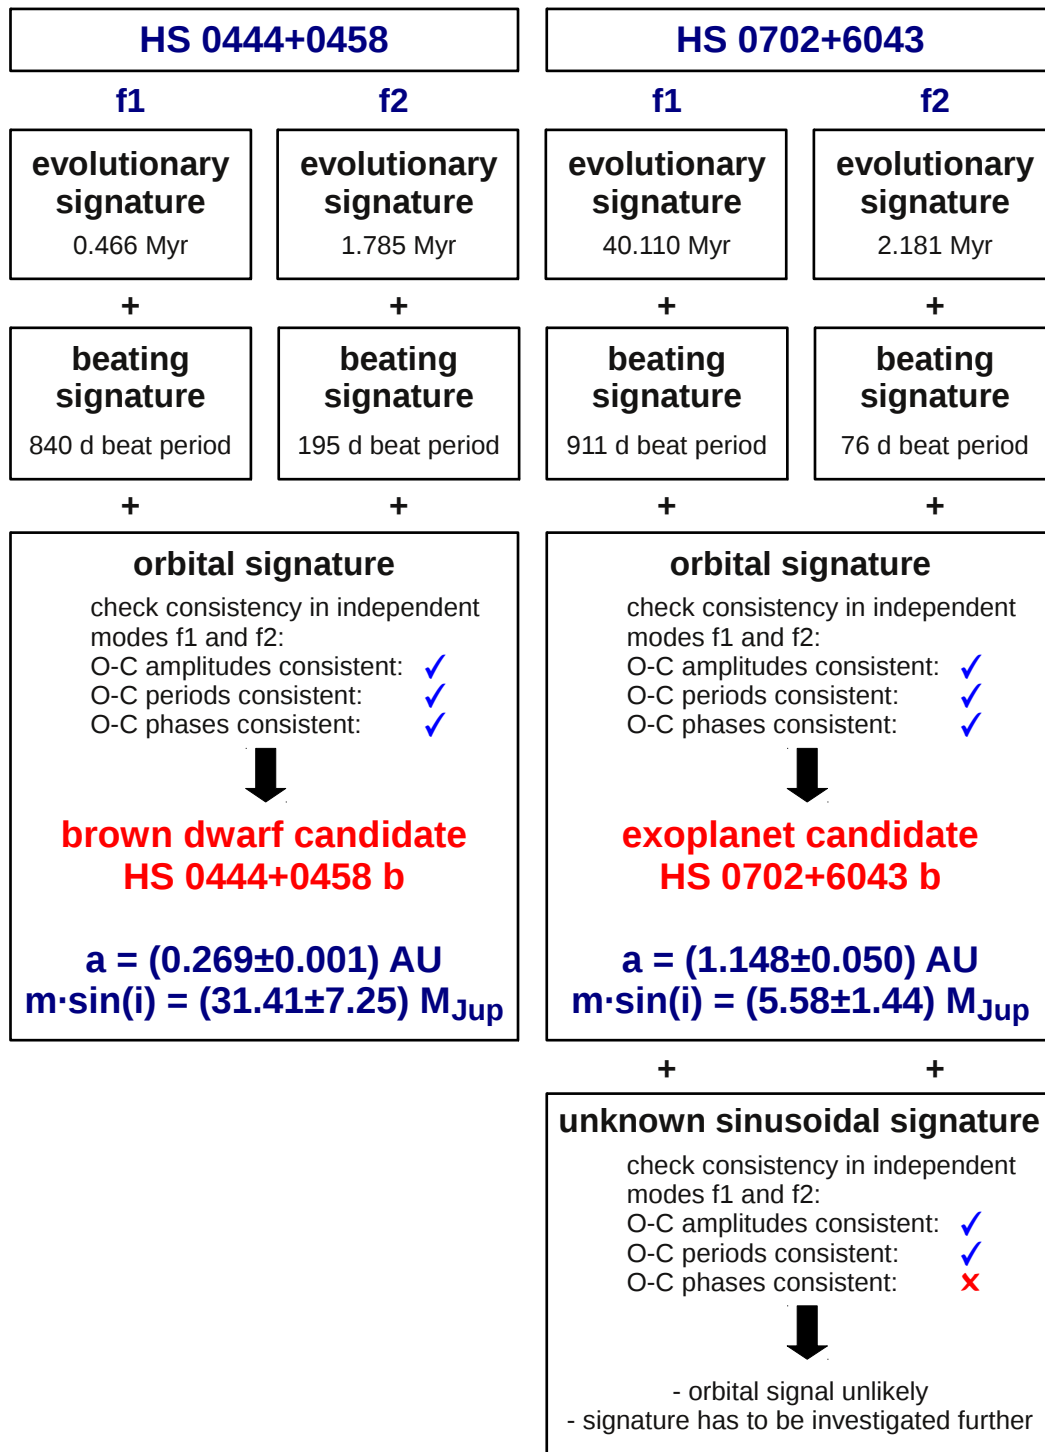 HS 0444+0458
f1 f2
evolutionary signature
0.466 Myr
evolutionary signature
1.785 Myr
+ +
beating signature
840 d beat period
beating signature
195 d beat period
+ +
orbital signature
check consistency in independent
modes f1 and f2:
O-C amplitudes consistent: ✓
O-C periods consistent: ✓
O-C phases consistent: ✓
brown dwarf candidate
HS 0444+0458 b
a = (0.269±0.001) AU
m·sin(i) = (31.41±7.25) M_Jup
HS 0702+6043
f1 f2
evolutionary signature
40.110 Myr
evolutionary signature
2.181 Myr
+ +
beating signature
911 d beat period
beating signature
76 d beat period
+ +
orbital signature
check consistency in independent
modes f1 and f2:
O-C amplitudes consistent: ✓
O-C periods consistent: ✓
O-C phases consistent: ✓
exoplanet candidate
HS 0702+6043 b
a = (1.148±0.050) AU
m·sin(i) = (5.58±1.44) M_Jup
+ +
unknown sinusoidal signature
check consistency in independent
modes f1 and f2:
O-C amplitudes consistent: ✓
O-C periods consistent: ✓
O-C phases consistent: ✗
- orbital signal unlikely
- signature has to be investigated further